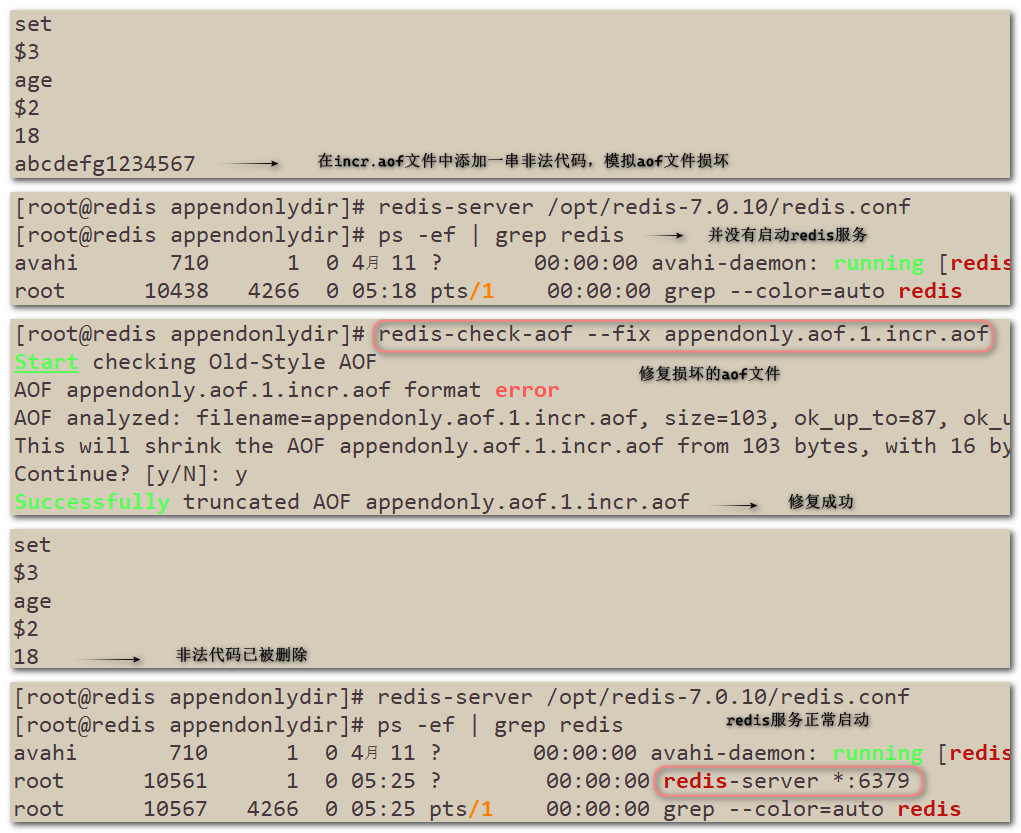 set
$3
age
$2
18
abcdefg1234567 在incr.aof文件中添加一串非法代码，模拟aof文件损坏
[root@redis appendonlydir]# redis-server /opt/redis-7.0.10/redis.conf
[root@redis appendonlydir]# ps -ef | grep redis 并没有启动redis服务
avahi 710 1 0 4月 11 ? 00:00:00 avahi-daemon: running [redis
root 10438 4266 0 05:18 pts/1 00:00:00 grep --color=auto redis
[root@redis appendonlydir]# redis-check-aof --fix appendonly.aof.1.incr.aof
Start checking Old-Style AOF
修复损坏的aof文件
AOF appendonly.aof.1.incr.aof format error
AOF analyzed: filename=appendonly.aof.1.incr.aof, size=103, ok_up_to=87, ok_u
This will shrink the AOF appendonly.aof.1.incr.aof from 103 bytes, with 16 by
Continue? [y/N]: y
Successfully truncated AOF appendonly.aof.1.incr.aof 修复成功
set
$3
age
$2
18 非法代码已被删除
[root@redis appendonlydir]# redis-server /opt/redis-7.0.10/redis.conf
[root@redis appendonlydir]# ps -ef | grep redis redis服务正常启动
avahi 710 1 0 4月 11 ? 00:00:00 avahi-daemon: running [redis
root 10561 1 0 05:25 ? 00:00:00 redis-server *:6379
root 10567 4266 0 05:25 pts/1 00:00:00 grep --color=auto redis